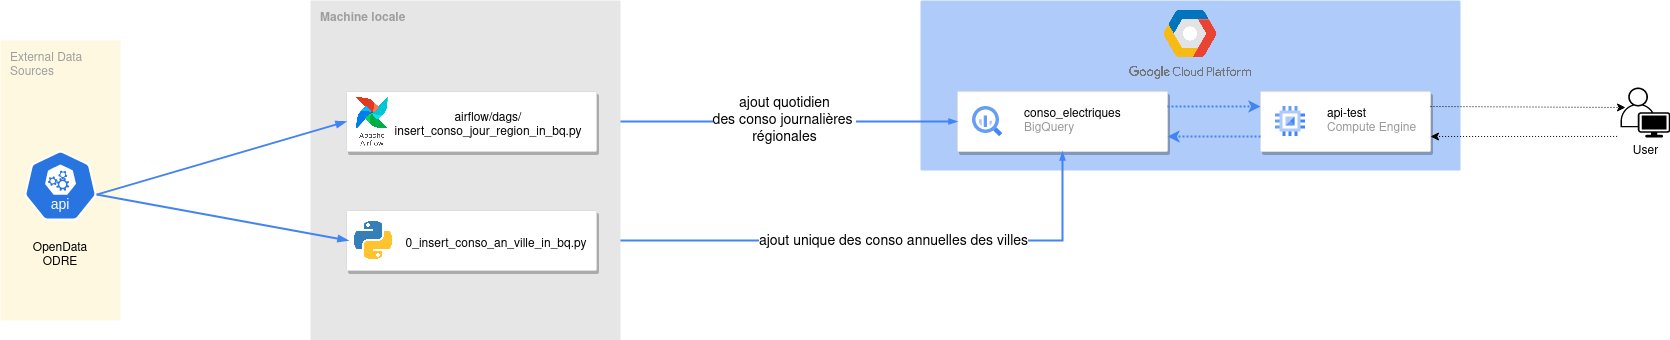 External Data
Sources
api
OpenData
ODRE
Machine locale
Apache
Airflow
airflow/dags/
insert_conso_jour_region_in_bq.py
0_insert_conso_an_ville_in_bq.py
ajout quotidien
des conso journalières
régionales
ajout unique des conso annuelles des villes
Google Cloud Platform
conso_electriques
BigQuery
api-test
Compute Engine
User